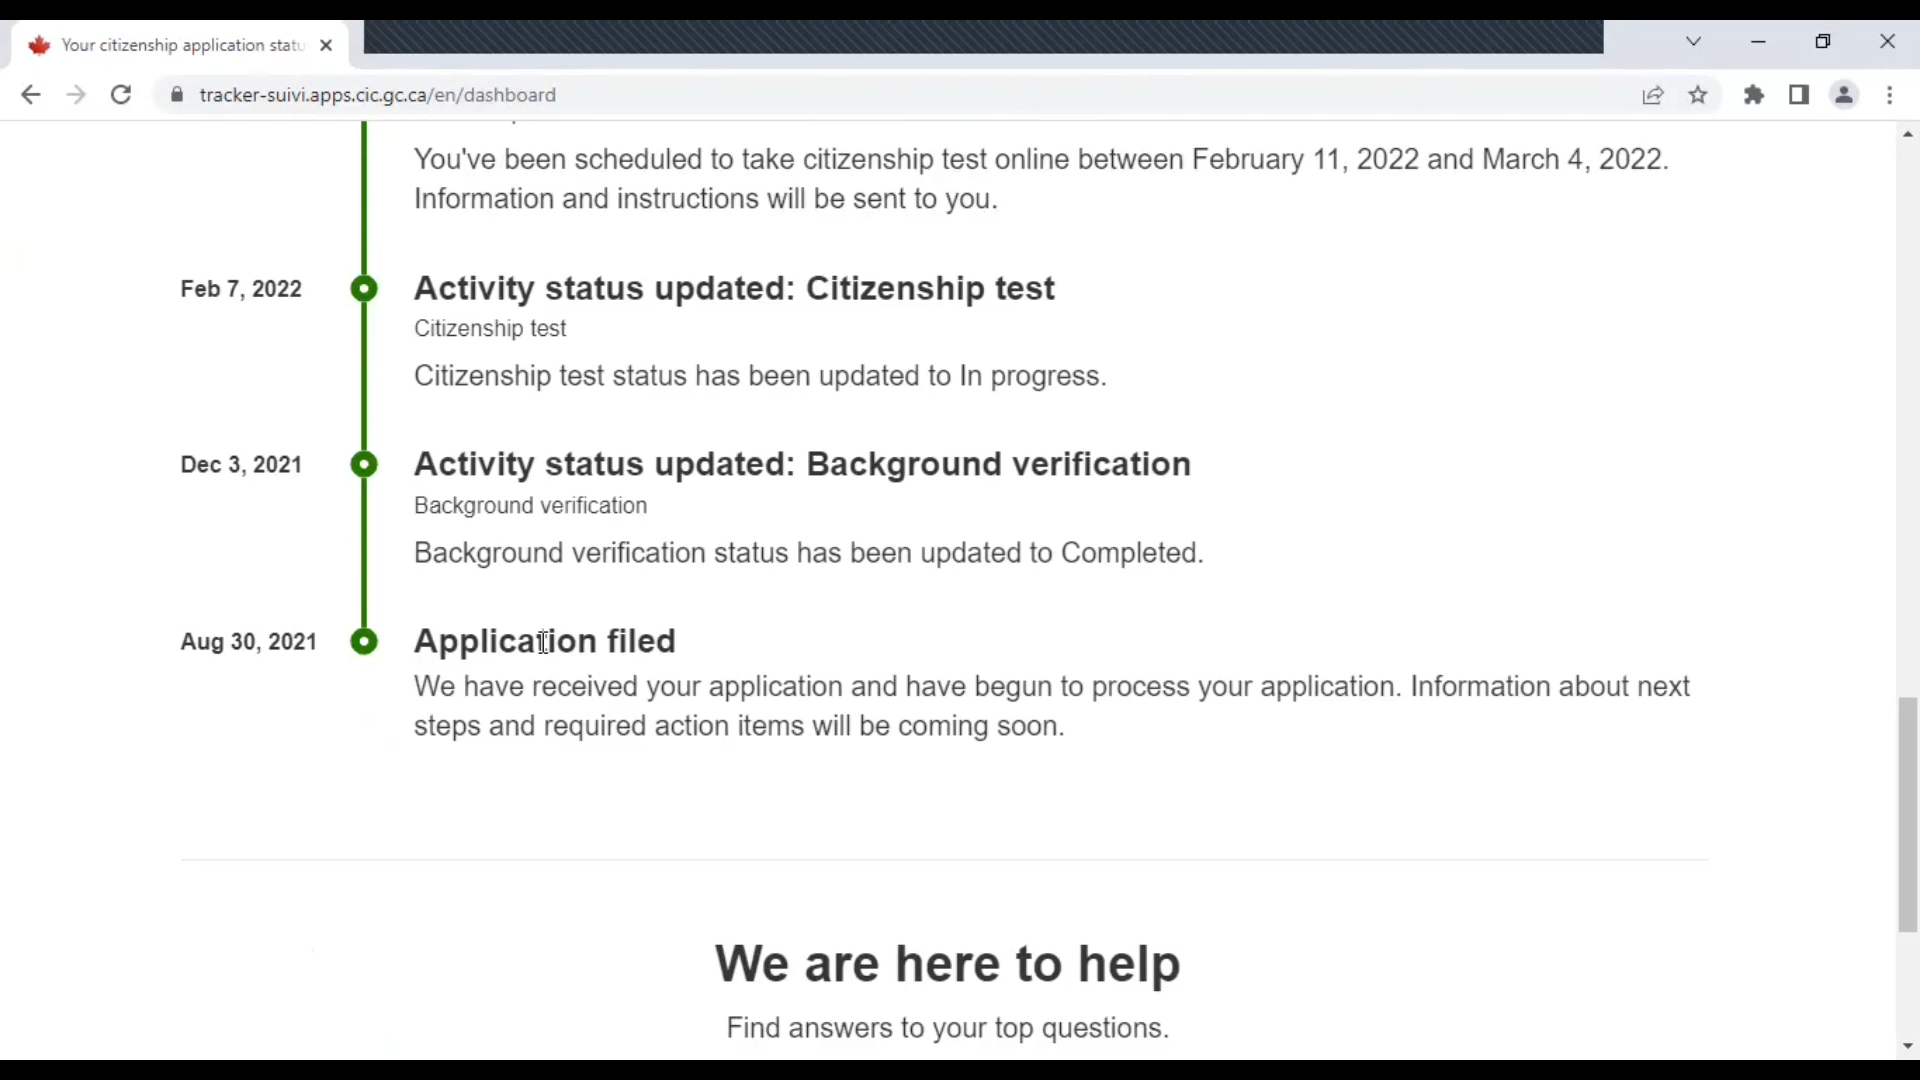 Your citizenship application statu
tracker-suivi.apps.cic.gc.ca/en/dashboard
You've been scheduled to take citizenship test online between February 11, 2022 and March 4, 2022.
Information and instructions will be sent to you.
Feb 7, 2022
Activity status updated: Citizenship test
Citizenship test
Citizenship test status has been updated to In progress.
Dec 3, 2021
Activity status updated: Background verification
Background verification
Background verification status has been updated to Completed.
Aug 30, 2021
Application filed
We have received your application and have begun to process your application. Information about next
steps and required action items will be coming soon.
We are here to help
Find answers to your top questions.